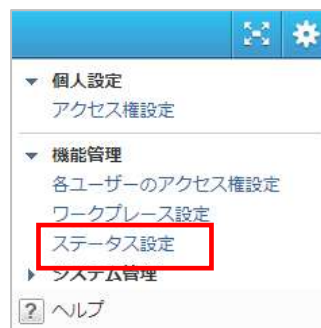 個人設定
アクセス権設定
機能管理
各ユーザーのアクセス権設定
ワークプレース設定
ステータス設定
システム管理
? ヘルプ